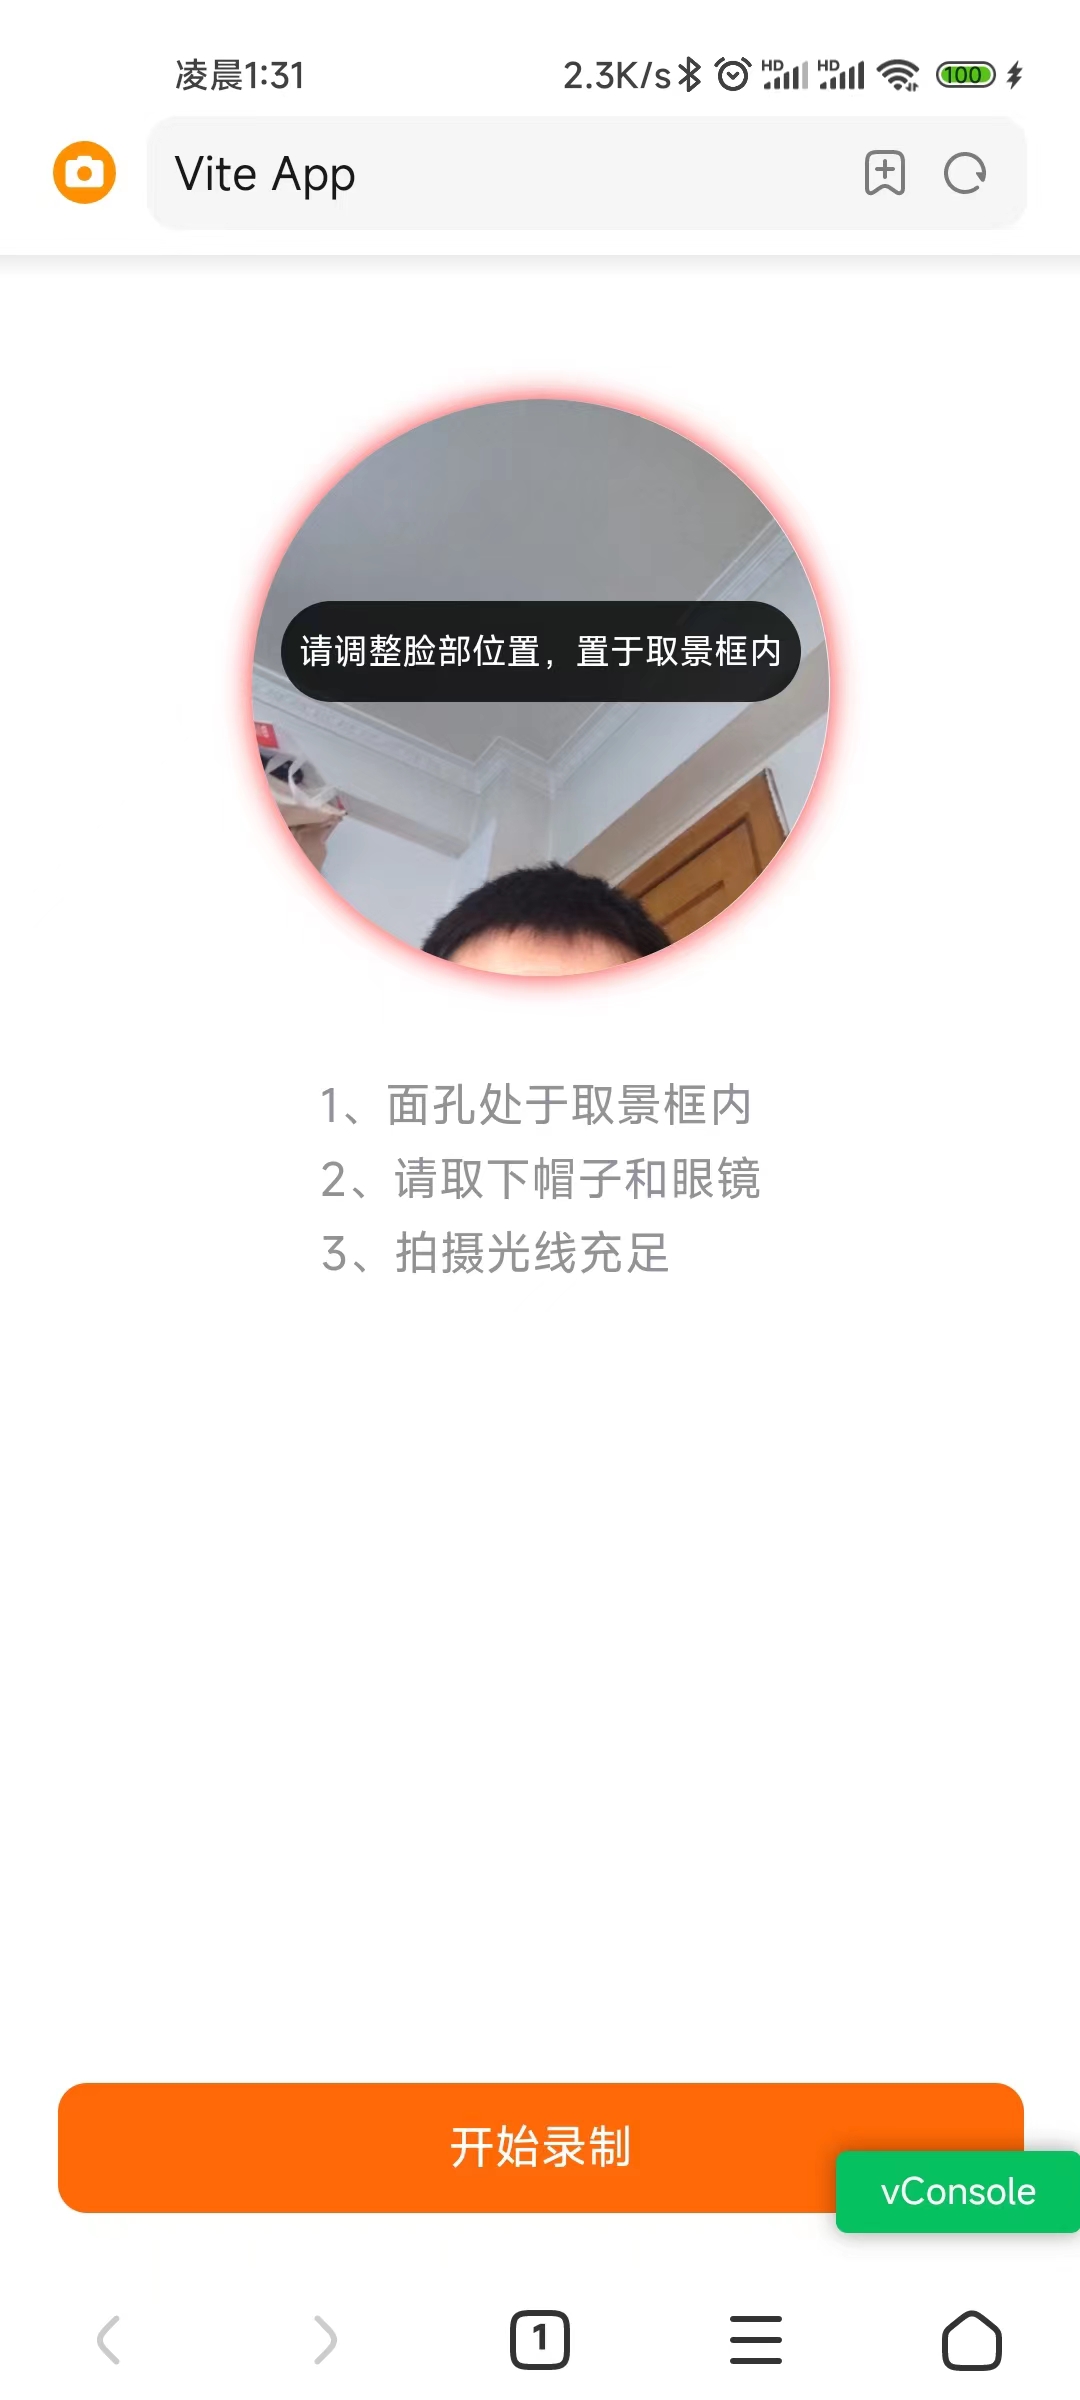 凌晨1:31
2.3K/s
HD
HD
100
Vite App
请调整脸部位置，置于取景框内
1、面孔处于取景框内
2、请取下帽子和眼镜
3、拍摄光线充足
开始录制
vConsole
1